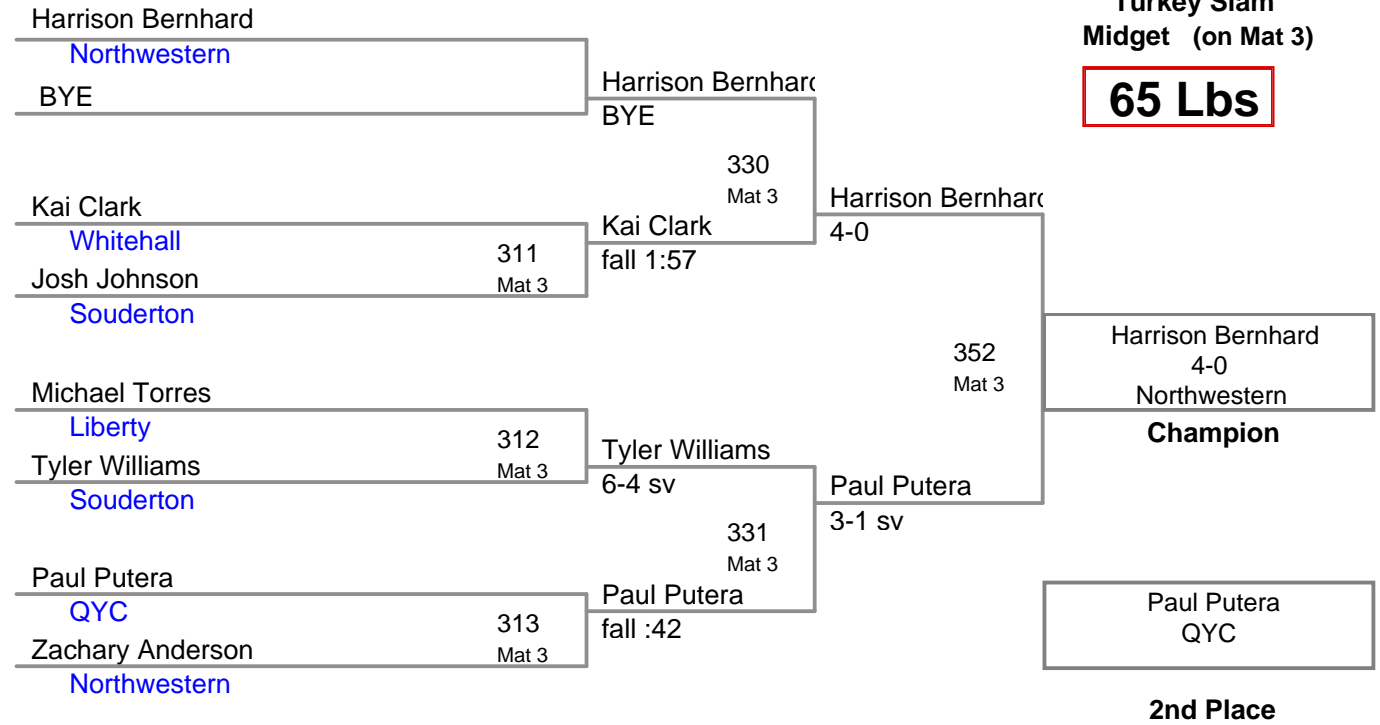 Turkey Slam
Midget (on Mat 3)
65 Lbs
Harrison Bernhard
Northwestern
BYE
Harrison Bernhard
BYE
330
Mat 3
Kai Clark
Whitehall
311
Mat 3
Josh Johnson
Souderton
Kai Clark
fall 1:57
Harrison Bernhard
4-0
Michael Torres
Liberty
312
Mat 3
Tyler Williams
Souderton
Tyler Williams
6-4 sv
331
Mat 3
Paul Putera
QYC
313
Mat 3
Zachary Anderson
Northwestern
Paul Putera
fall :42
Paul Putera
3-1 sv
352
Mat 3
Harrison Bernhard
4-0
Northwestern
Champion
Paul Putera
QYC
2nd Place